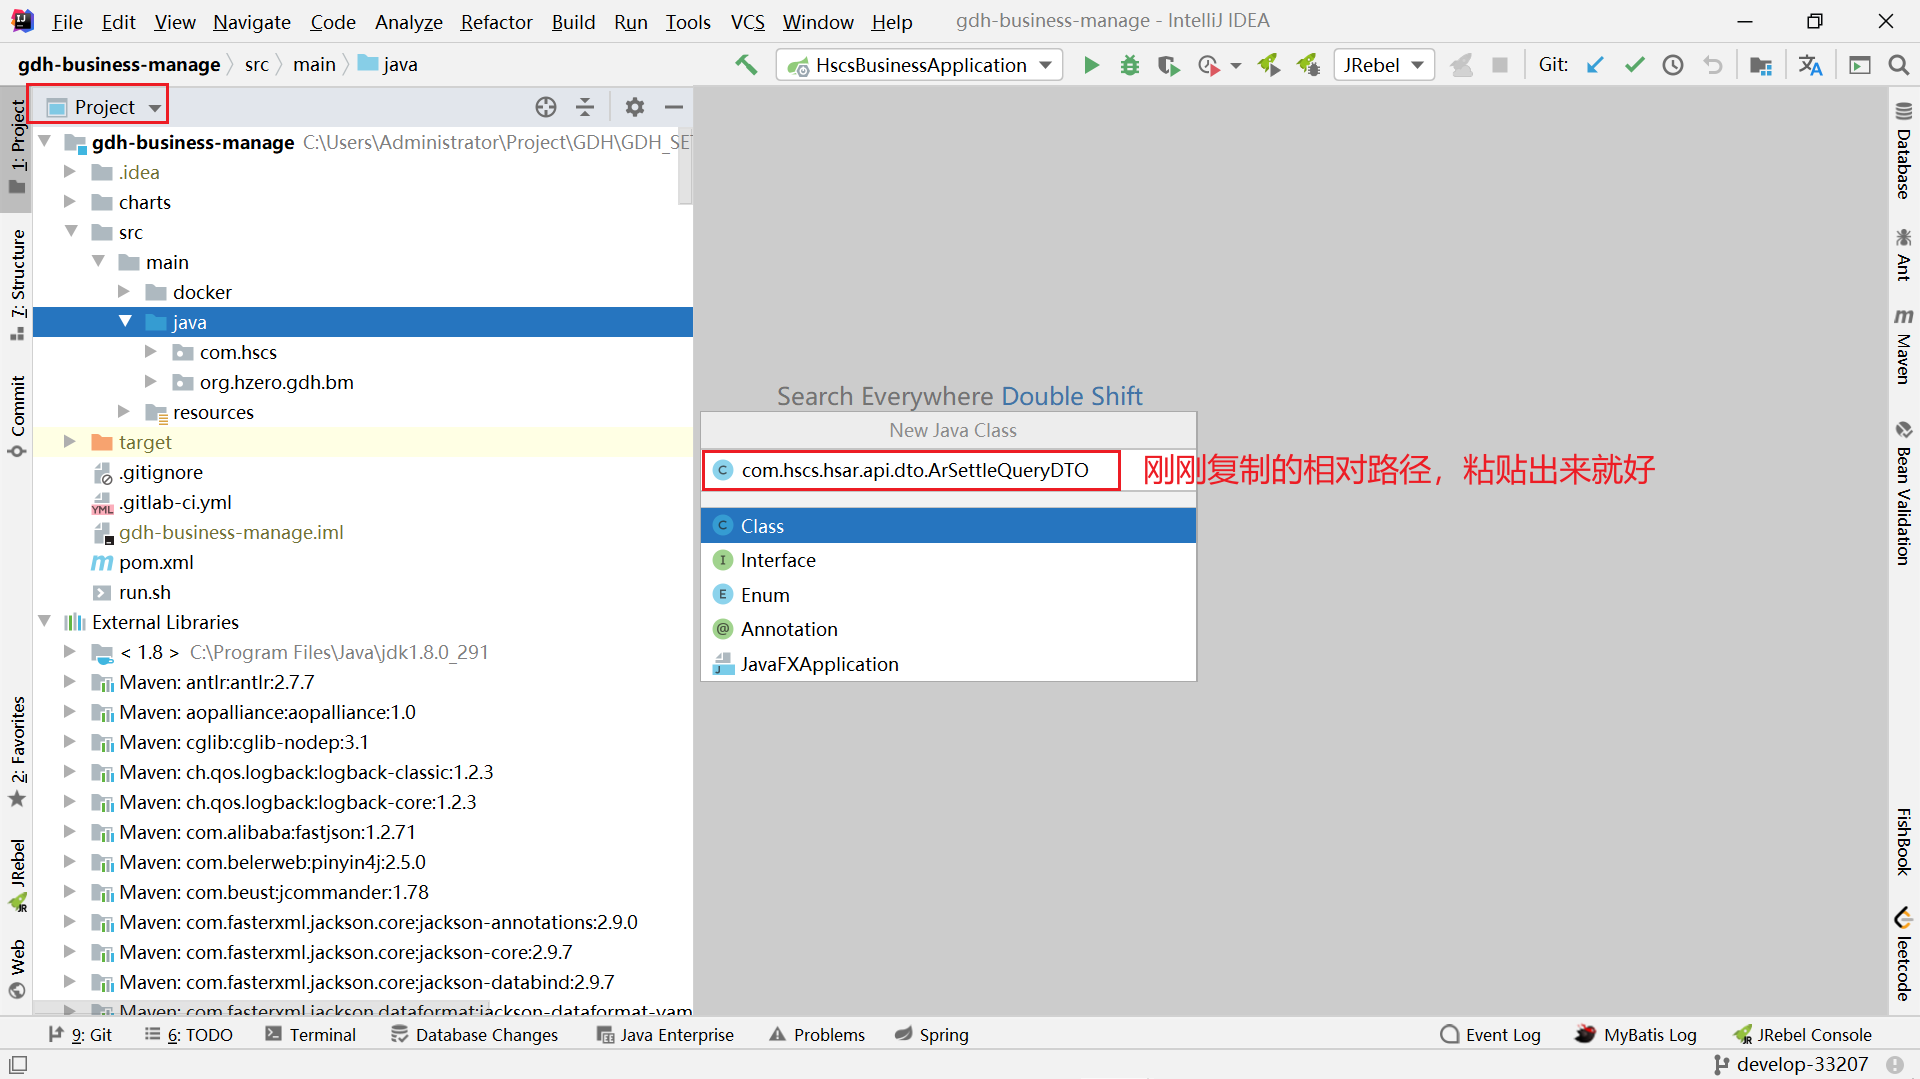 File Edit View Navigate Code Analyze Refactor Build Run Tools VCS Window Help gdh-business-manage - IntelliJ IDEA
gdh-business-manage src main java HscsBusinessApplication JRebel Git:
Project
gdh-business-manage C:\Users\Administrator\Project\GDH\GDH_SE
.idea
charts
src
main
docker
java
com.hscs
org.hzero.gdh.bm
resources
target
.gitignore
.gitlab-ci.yml
gdh-business-manage.iml
pom.xml
run.sh
External Libraries
< 1.8 > C:\Program Files\Java\jdk1.8.0_291
Maven: antlr:antlr:2.7.7
Maven: aopalliance:aopalliance:1.0
Maven: cglib:cglib-nodep:3.1
Maven: ch.qos.logback:logback-classic:1.2.3
Maven: ch.qos.logback:logback-core:1.2.3
Maven: com.alibaba:fastjson:1.2.71
Maven: com.belerweb:pinyin4j:2.5.0
Maven: com.beust:jcommander:1.78
Maven: com.fasterxml.jackson.core:jackson-annotations:2.9.0
Maven: com.fasterxml.jackson.core:jackson-core:2.9.7
Maven: com.fasterxml.jackson.core:jackson-databind:2.9.7
Maven: com.fasterxml.jackson.dataformat:jackson-dataformat-yam
1: Project
7: Structure
Commit
2: Favorites
JRebel
Web
Search Everywhere Double Shift
New Java Class
com.hscs.hsar.api.dto.ArSettleQueryDTO
刚刚复制的相对路径，粘贴出来就好
Class
Interface
Enum
Annotation
JavaFXApplication
Database
Ant
Maven
Bean Validation
FishBook
leetcode
9: Git 6: TODO Terminal Database Changes Java Enterprise Problems Spring Event Log MyBatis Log JRebel Console
develop-33207